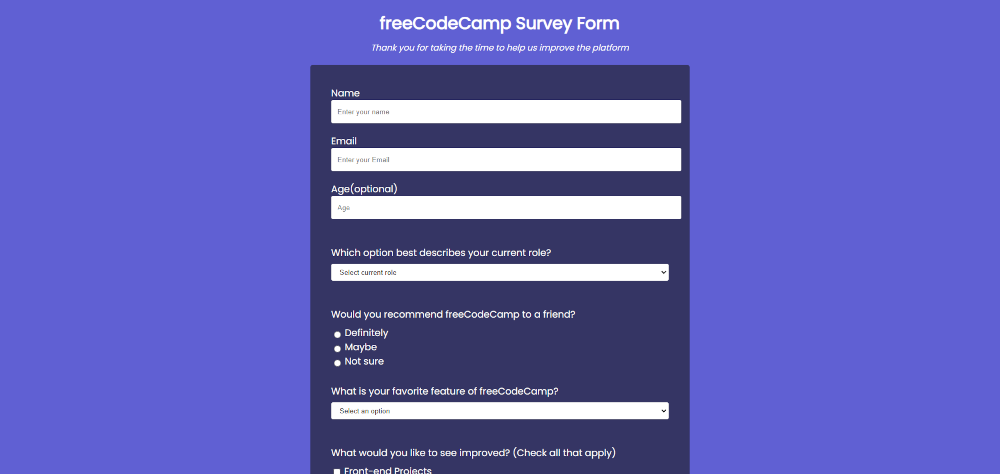 freeCodeCamp Survey Form
Thank you for taking the time to help us improve the platform
Name
Enter your name
Email
Enter your Email
Age(optional)
Age
Which option best describes your current role?
Select current role
Would you recommend freeCodeCamp to a friend?
Definitely
Maybe
Not sure
What is your favorite feature of freeCodeCamp?
Select an option
What would you like to see improved? (Check all that apply)
Front-end Projects